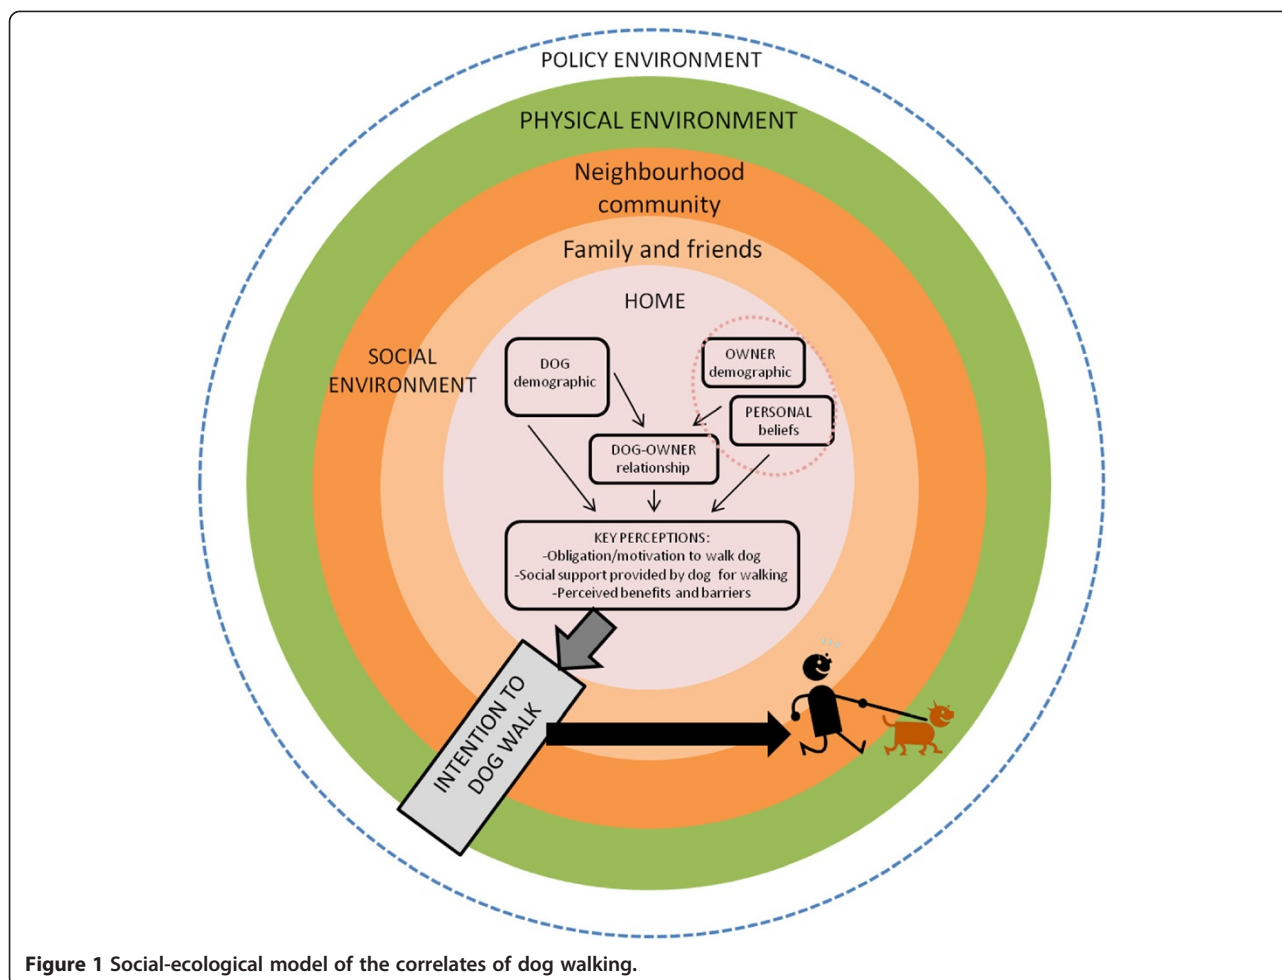 POLICY ENVIRONMENT
PHYSICAL ENVIRONMENT
Neighbourhood
community
Family and friends
HOME
SOCIAL
ENVIRONMENT
DOG
demographic
OWNER
demographic
PERSONAL
beliefs
DOG-OWNER
relationship
KEY PERCEPTIONS:
-Obligation/motivation to walk dog
-Social support provided by dog for walking
-Perceived benefits and barriers
INTENTION TO
DOG WALK
Figure 1 Social-ecological model of the correlates of dog walking.